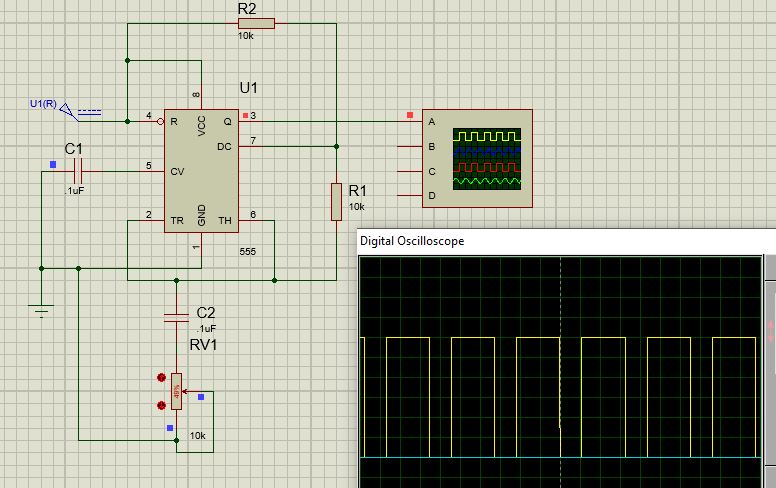 R2
10k
U1
U1(R)
8
VCC
4
R
Q
3
DC
7
C1
.1uF
5
CV
R1
10k
2
TR
GND
TH
6
1
555
A
B
C
D
Digital Oscilloscope
C2
.1uF
RV1
10k